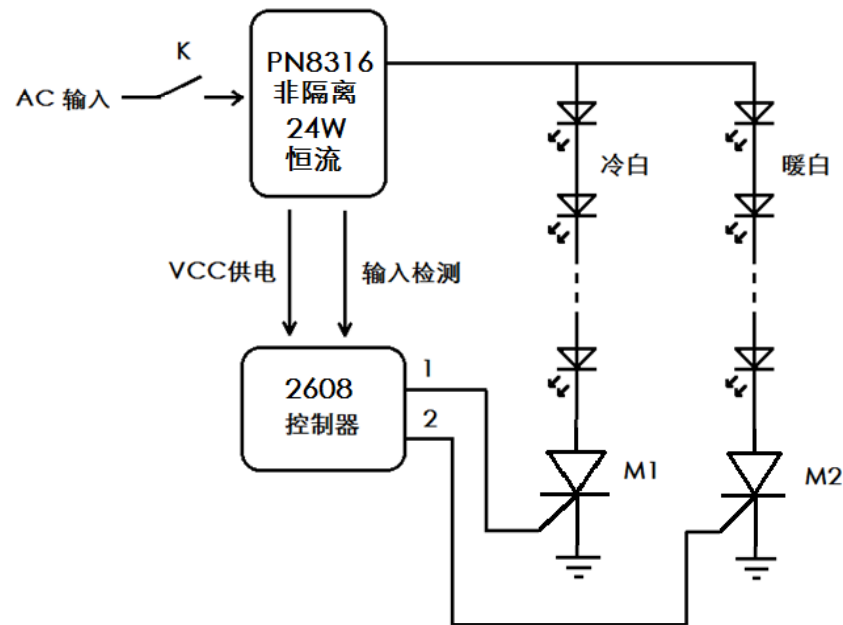 K
AC 输入
PN8316
非隔离
24W
恒流
冷白
暖白
VCC供电
输入检测
2608
控制器
1
2
M1
M2